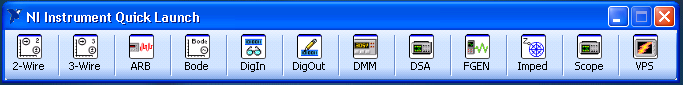 NI Instrument Quick Launch
2-Wire 3-Wire ARB Bode DigIn DigOut DMM DSA FGEN Imped Scope VPS